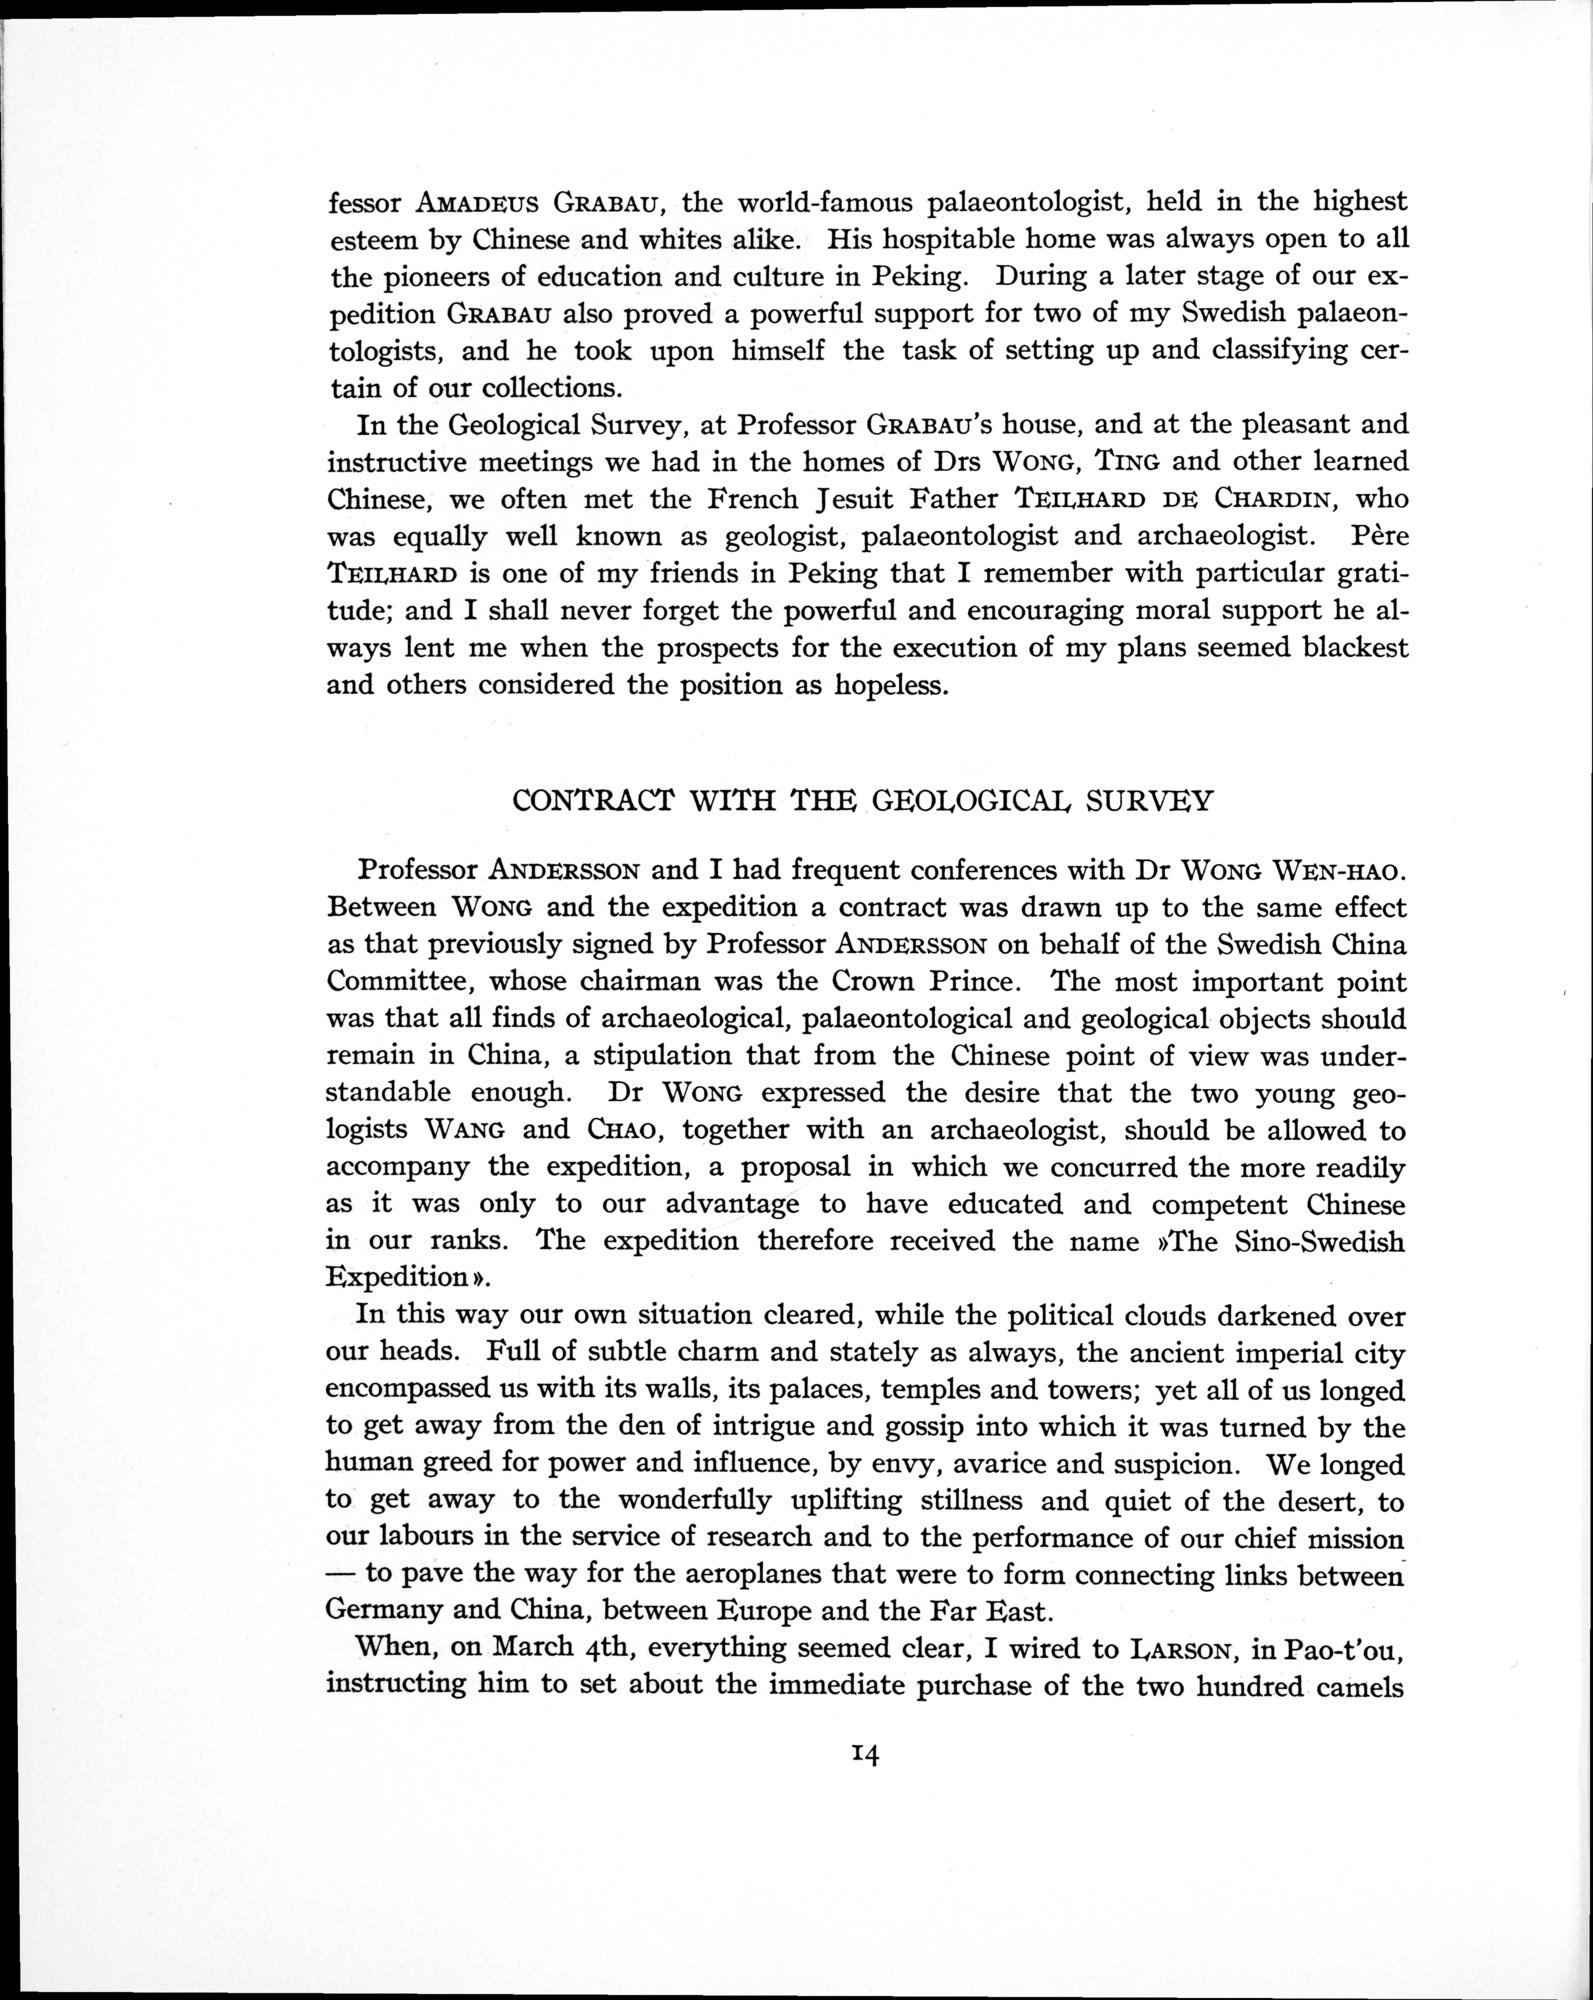 fessor AMADEUS GRABAU, the world-famous palaeontologist, held in the highest
esteem by Chinese and whites alike. His hospitable home was always open to all
the pioneers of education and culture in Peking. During a later stage of our ex-
pedition GRABAU also proved a powerful support for two of my Swedish palaeon-
tologists, and he took upon himself the task of setting up and classifying cer-
tain of our collections.
In the Geological Survey, at Professor GRABAU's house, and at the pleasant and
instructive meetings we had in the homes of Drs WONG, TING and other learned
Chinese, we often met the French Jesuit Father TEILHARD DE CHARDIN, who
was equally well known as geologist, palaeontologist and archaeologist. Père
TEILHARD is one of my friends in Peking that I remember with particular grati-
tude; and I shall never forget the powerful and encouraging moral support he al-
ways lent me when the prospects for the execution of my plans seemed blackest
and others considered the position as hopeless.
CONTRACT WITH THE GEOLOGICAL SURVEY
Professor ANDERSSON and I had frequent conferences with Dr WONG WEN-HAO.
Between WONG and the expedition a contract was drawn up to the same effect
as that previously signed by Professor ANDERSSON on behalf of the Swedish China
Committee, whose chairman was the Crown Prince. The most important point
was that all finds of archaeological, palaeontological and geological objects should
remain in China, a stipulation that from the Chinese point of view was under-
standable enough. Dr WONG expressed the desire that the two young geo-
logists WANG and CHAO, together with an archaeologist, should be allowed to
accompany the expedition, a proposal in which we concurred the more readily
as it was only to our advantage to have educated and competent Chinese
in our ranks. The expedition therefore received the name »The Sino-Swedish
Expedition».
In this way our own situation cleared, while the political clouds darkened over
our heads. Full of subtle charm and stately as always, the ancient imperial city
encompassed us with its walls, its palaces, temples and towers; yet all of us longed
to get away from the den of intrigue and gossip into which it was turned by the
human greed for power and influence, by envy, avarice and suspicion. We longed
to get away to the wonderfully uplifting stillness and quiet of the desert, to
our labours in the service of research and to the performance of our chief mission
— to pave the way for the aeroplanes that were to form connecting links between
Germany and China, between Europe and the Far East.
When, on March 4th, everything seemed clear, I wired to LARSON, in Pao-t'ou,
instructing him to set about the immediate purchase of the two hundred camels
14